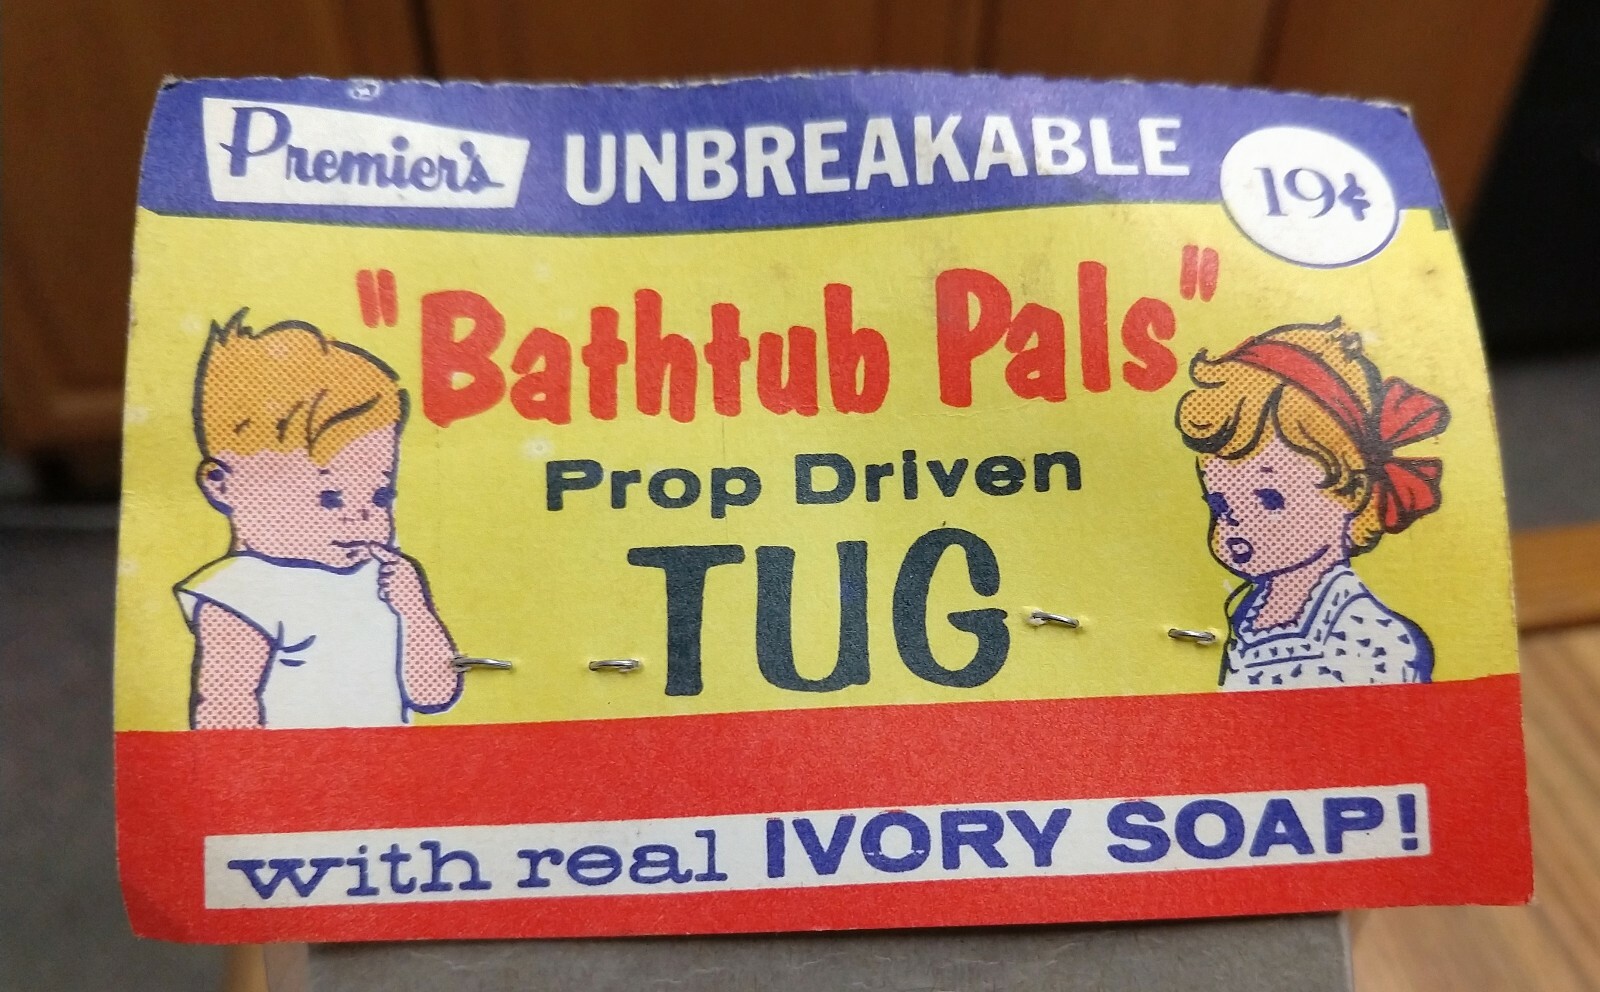 Premier's UNBREAKABLE 19¢
"Bathtub Pals"
Prop Driven
TUG
with real IVORY SOAP!